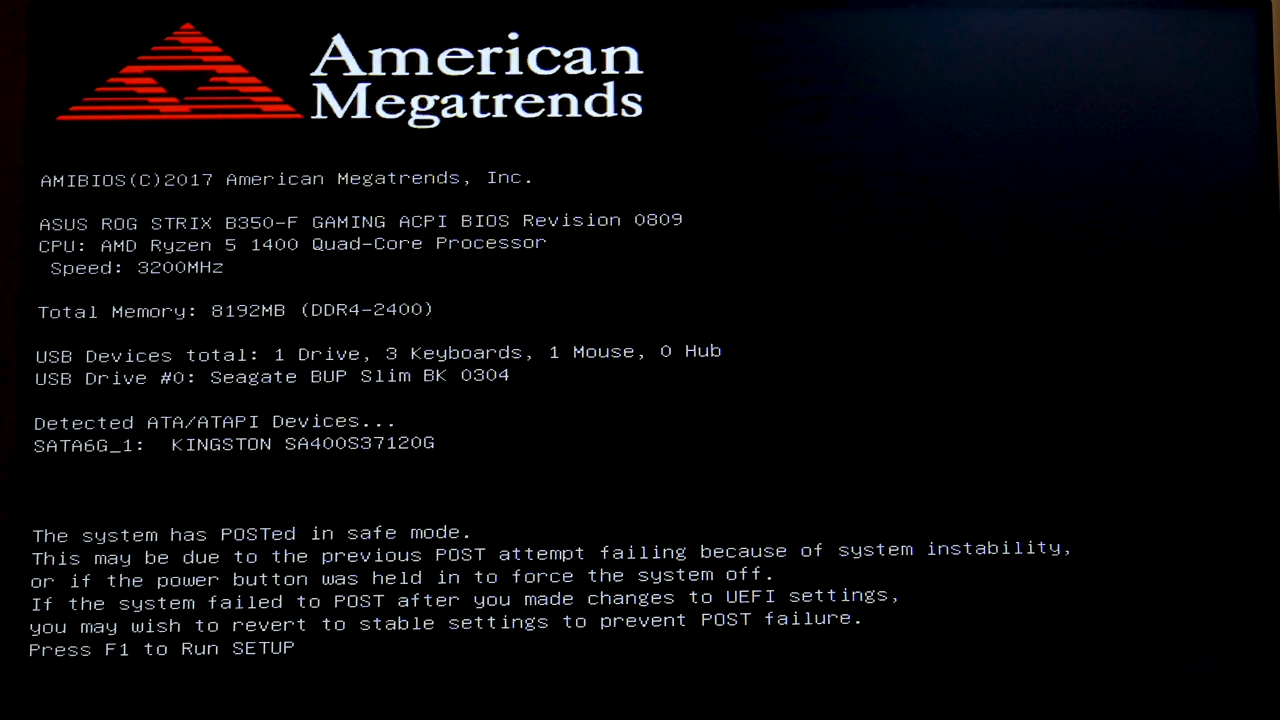 American
Megatrends
AMIBIOS(C)2017 American Megatrends, Inc.
ASUS ROG STRIX B350-F GAMING ACPI BIOS Revision 0809
CPU: AMD Ryzen 5 1400 Quad-Core Processor
Speed: 3200MHz
Total Memory: 8192MB (DDR4-2400)
USB Devices total: 1 Drive, 3 Keyboards, 1 Mouse, 0 Hub
USB Drive #0: Seagate BUP Slim BK 0304
Detected ATA/ATAPI Devices...
SATA6G_1: KINGSTON SA400S37120G
The system has POSTed in safe mode.
This may be due to the previous POST attempt failing because of system instability,
or if the power button was held in to force the system off.
If the system failed to POST after you made changes to UEFI settings,
you may wish to revert to stable settings to prevent POST failure.
Press F1 to Run SETUP